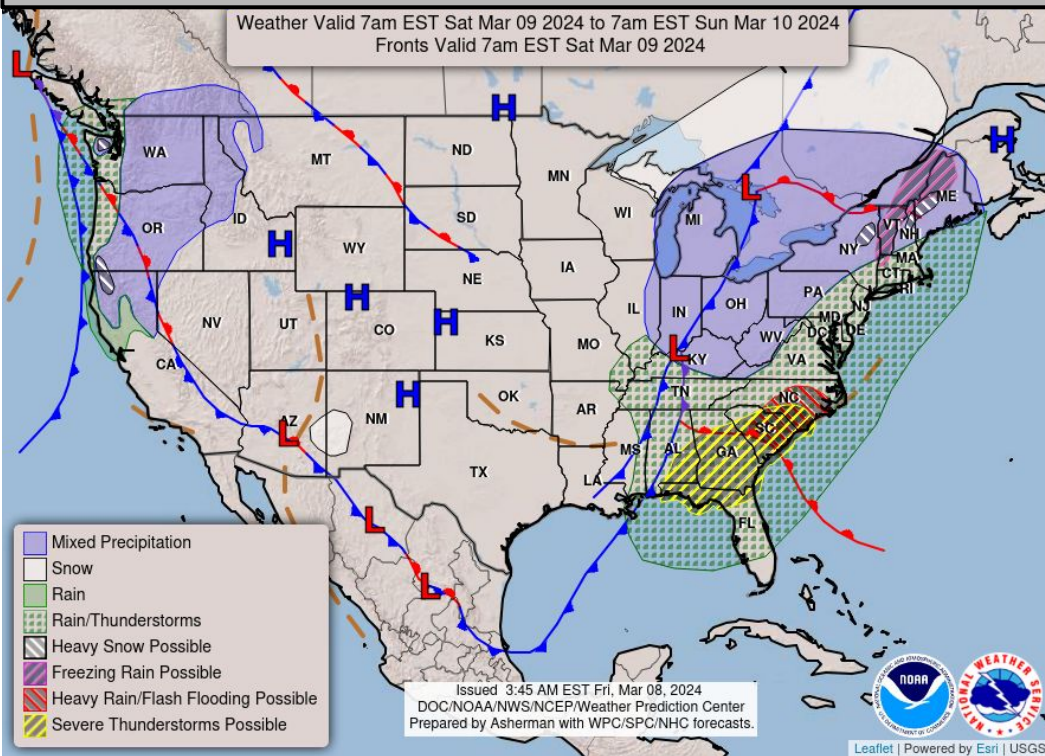 Weather Valid 7am EST Sat Mar 09 2024 to 7am EST Sun Mar 10 2024
Fronts Valid 7am EST Sat Mar 09 2024
L
H
H
WA
MT
ND
MN
L
ME
OR
ID
SD
WI
MI
VT
NH
NY
MA
CT
RI
H
WY
IA
NE
H
H
NV
UT
CO
KS
MO
IL
IN
OH
PA
NJ
MD
DE
DC
WV
VA
L
KY
CA
AZ
L
NM
H
OK
AR
TN
NC
SC
MS
AL
GA
TX
LA
FL
L
L
Mixed Precipitation
Snow
Rain
Rain/Thunderstorms
Heavy Snow Possible
Freezing Rain Possible
Heavy Rain/Flash Flooding Possible
Severe Thunderstorms Possible
Issued 3:45 AM EST Fri, Mar 08, 2024
DOC/NOAA/NWS/NCEP/Weather Prediction Center
Prepared by Asherman with WPC/SPC/NHC forecasts.
NOAA
NATIONAL WEATHER SERVICE
Leaflet | Powered by Esri | USGS